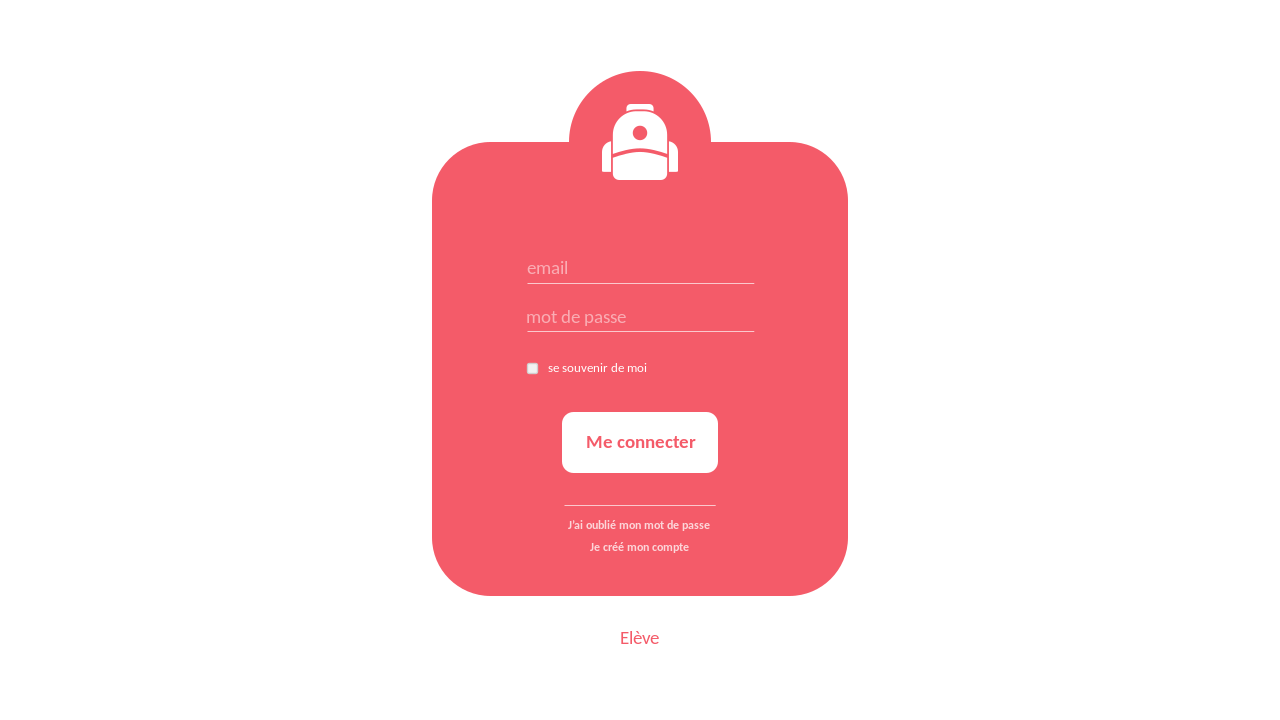 email
mot de passe
se souvenir de moi
Me connecter
J'ai oublié mon mot de passe
Je créé mon compte
Elève